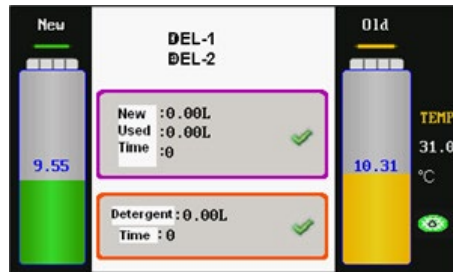 New
9.55
DEL-1
DEL-2
New :0.00L
Used :0.00L
Time :0
Detergent:0.00L
Time :0
Old
10.31
TEMP
31.0
°C